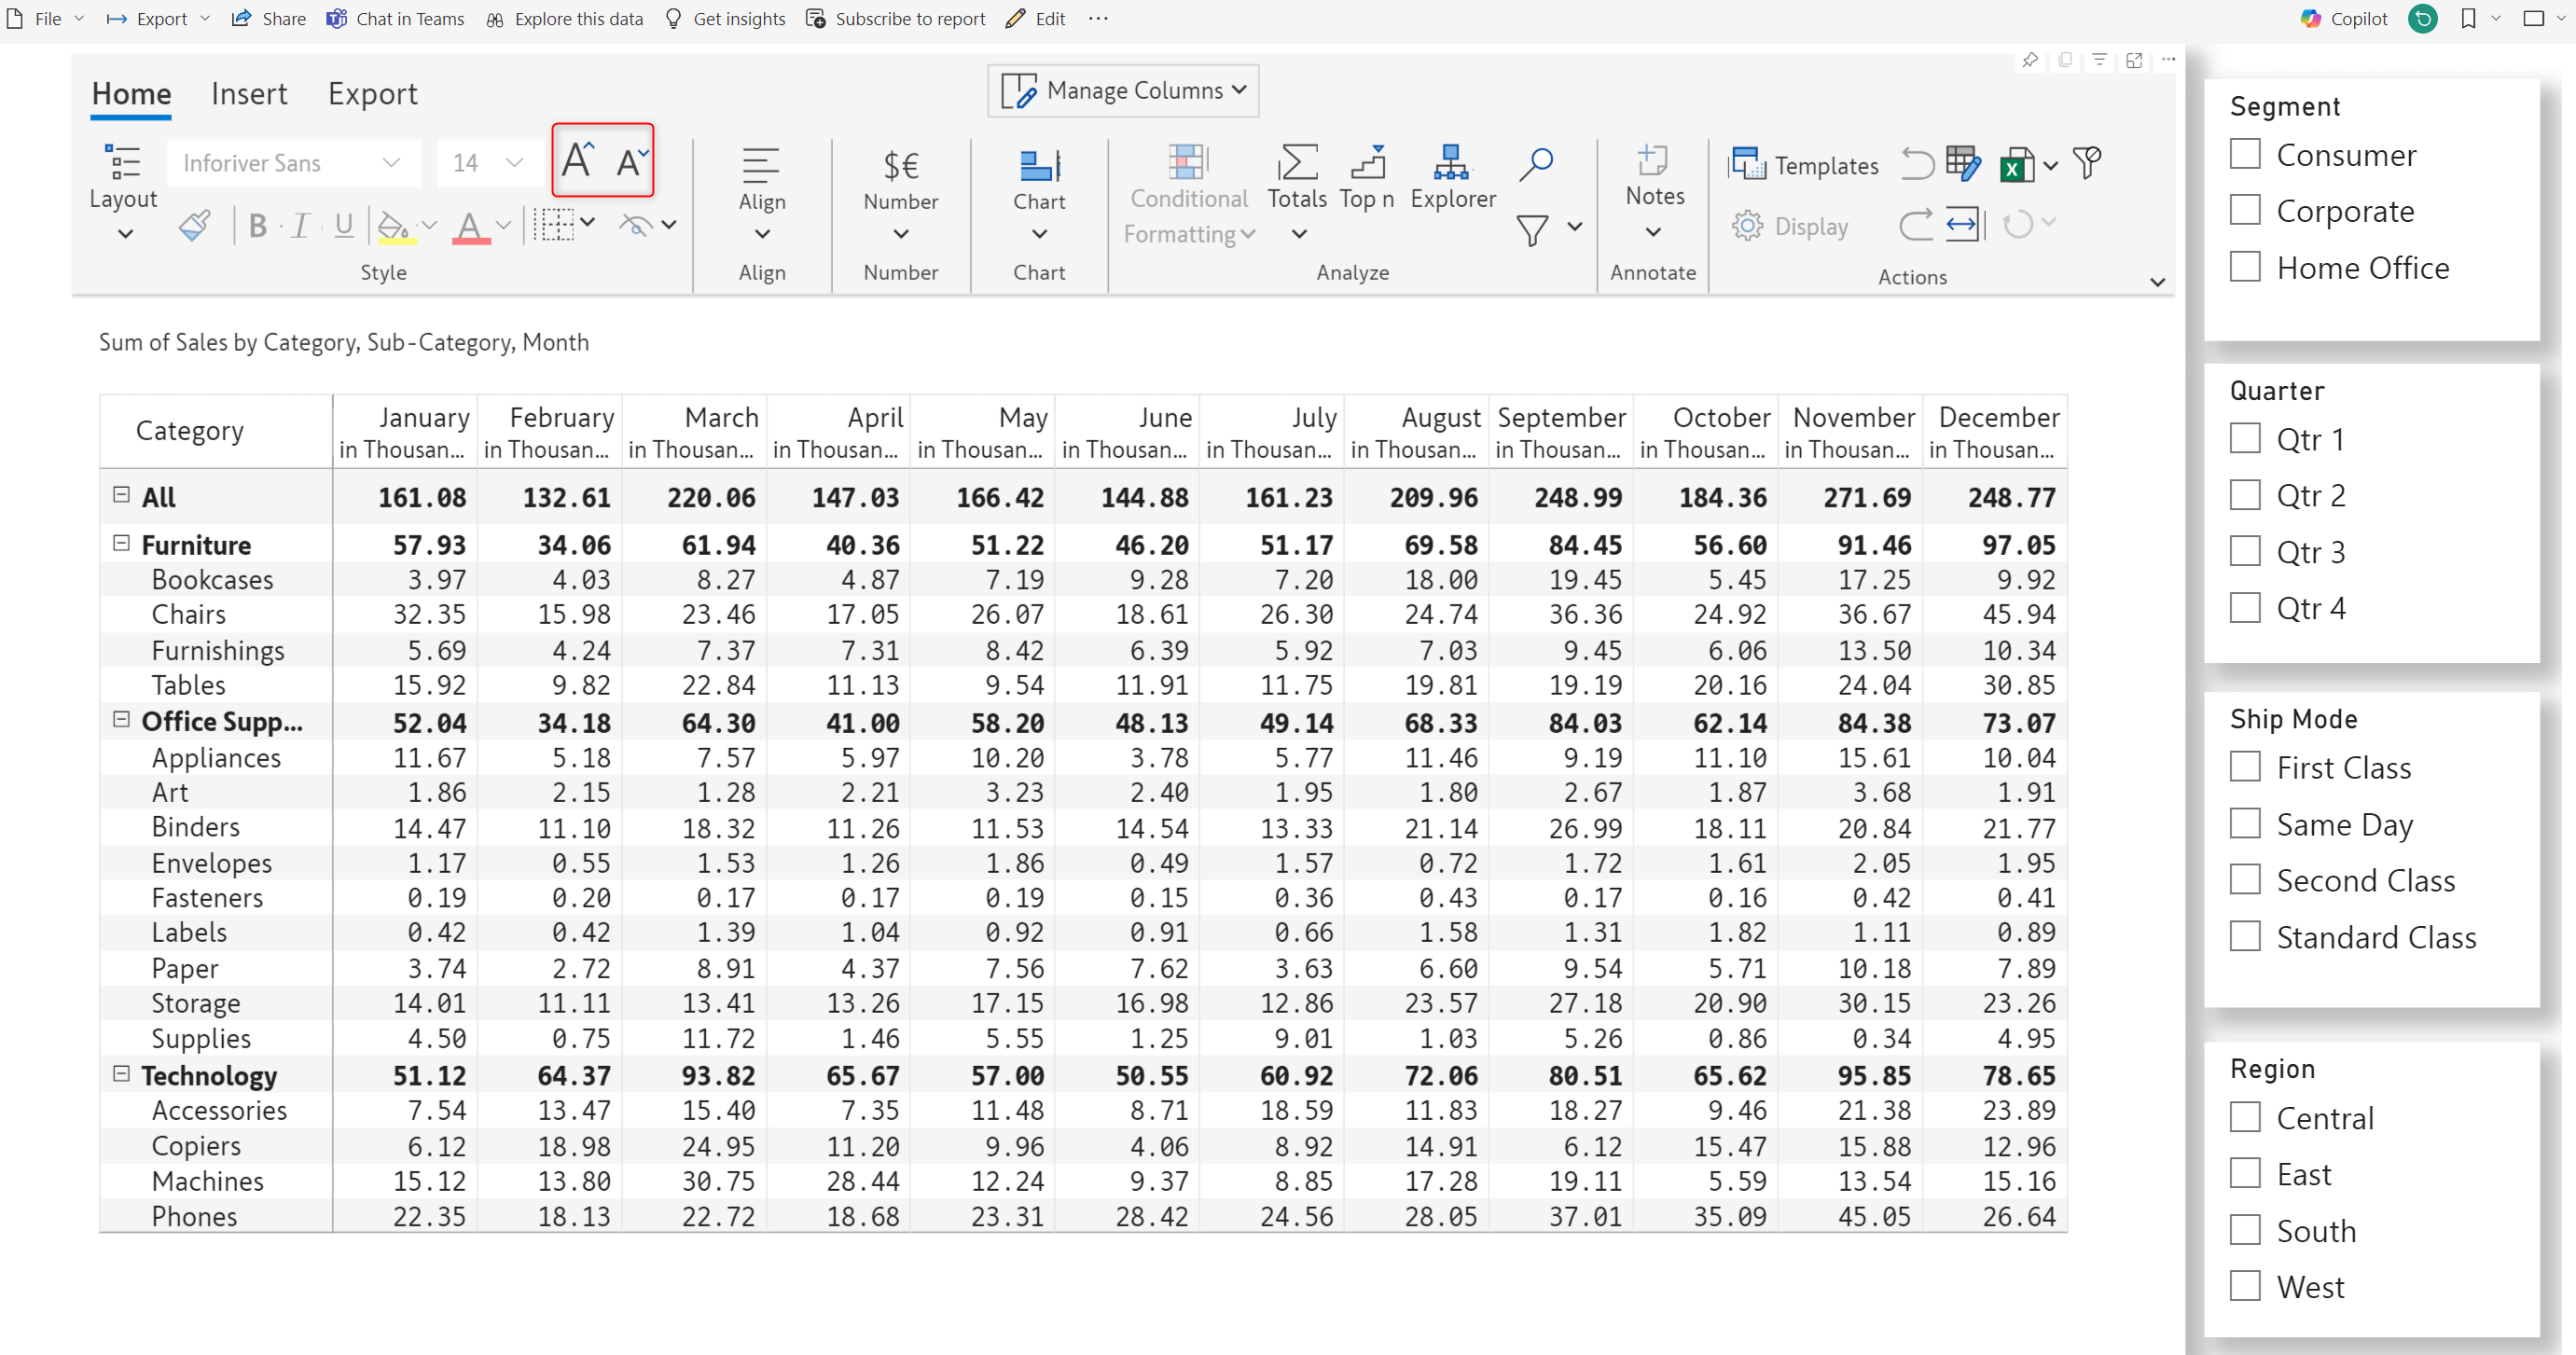 File Export Share Chat in Teams Explore this data Get insights Subscribe to report Edit ... Copilot
Home Insert Export Manage Columns
Layout Inforiver Sans 14 A A
B I U A
Style
Align
Align
$€
Number
Number
Chart
Chart
Conditional
Formatting
Totals Top n Explorer
Analyze
Notes
Annotate
Templates
Display
Actions
Sum of Sales by Category, Sub-Category, Month
Category January February March April May June July August September October November December
in Thousan... in Thousan... in Thousan... in Thousan... in Thousan... in Thousan... in Thousan... in Thousan... in Thousan... in Thousan... in Thousan... in Thousan...
All 161.08 132.61 220.06 147.03 166.42 144.88 161.23 209.96 248.99 184.36 271.69 248.77
Furniture 57.93 34.06 61.94 40.36 51.22 46.20 51.17 69.58 84.45 56.60 91.46 97.05
Bookcases 3.97 4.03 8.27 4.87 7.19 9.28 7.20 18.00 19.45 5.45 17.25 9.92
Chairs 32.35 15.98 23.46 17.05 26.07 18.61 26.30 24.74 36.36 24.92 36.67 45.94
Furnishings 5.69 4.24 7.37 7.31 8.42 6.39 5.92 7.03 9.45 6.06 13.50 10.34
Tables 15.92 9.82 22.84 11.13 9.54 11.91 11.75 19.81 19.19 20.16 24.04 30.85
Office Supp... 52.04 34.18 64.30 41.00 58.20 48.13 49.14 68.33 84.03 62.14 84.38 73.07
Appliances 11.67 5.18 7.57 5.97 10.20 3.78 5.77 11.46 9.19 11.10 15.61 10.04
Art 1.86 2.15 1.28 2.21 3.23 2.40 1.95 1.80 2.67 1.87 3.68 1.91
Binders 14.47 11.10 18.32 11.26 11.53 14.54 13.33 21.14 26.99 18.11 20.84 21.77
Envelopes 1.17 0.55 1.53 1.26 1.86 0.49 1.57 0.72 1.72 1.61 2.05 1.95
Fasteners 0.19 0.20 0.17 0.17 0.19 0.15 0.36 0.43 0.17 0.16 0.42 0.41
Labels 0.42 0.42 1.39 1.04 0.92 0.91 0.66 1.58 1.31 1.82 1.11 0.89
Paper 3.74 2.72 8.91 4.37 7.56 7.62 3.63 6.60 9.54 5.71 10.18 7.89
Storage 14.01 11.11 13.41 13.26 17.15 16.98 12.86 23.57 27.18 20.90 30.15 23.26
Supplies 4.50 0.75 11.72 1.46 5.55 1.25 9.01 1.03 5.26 0.86 0.34 4.95
Technology 51.12 64.37 93.82 65.67 57.00 50.55 60.92 72.06 80.51 65.62 95.85 78.65
Accessories 7.54 13.47 15.40 7.35 11.48 8.71 18.59 11.83 18.27 9.46 21.38 23.89
Copiers 6.12 18.98 24.95 11.20 9.96 4.06 8.92 14.91 6.12 15.47 15.88 12.96
Machines 15.12 13.80 30.75 28.44 12.24 9.37 8.85 17.28 19.11 5.59 13.54 15.16
Phones 22.35 18.13 22.72 18.68 23.31 28.42 24.56 28.05 37.01 35.09 45.05 26.64
Segment
Consumer
Corporate
Home Office
Quarter
Qtr 1
Qtr 2
Qtr 3
Qtr 4
Ship Mode
First Class
Same Day
Second Class
Standard Class
Region
Central
East
South
West